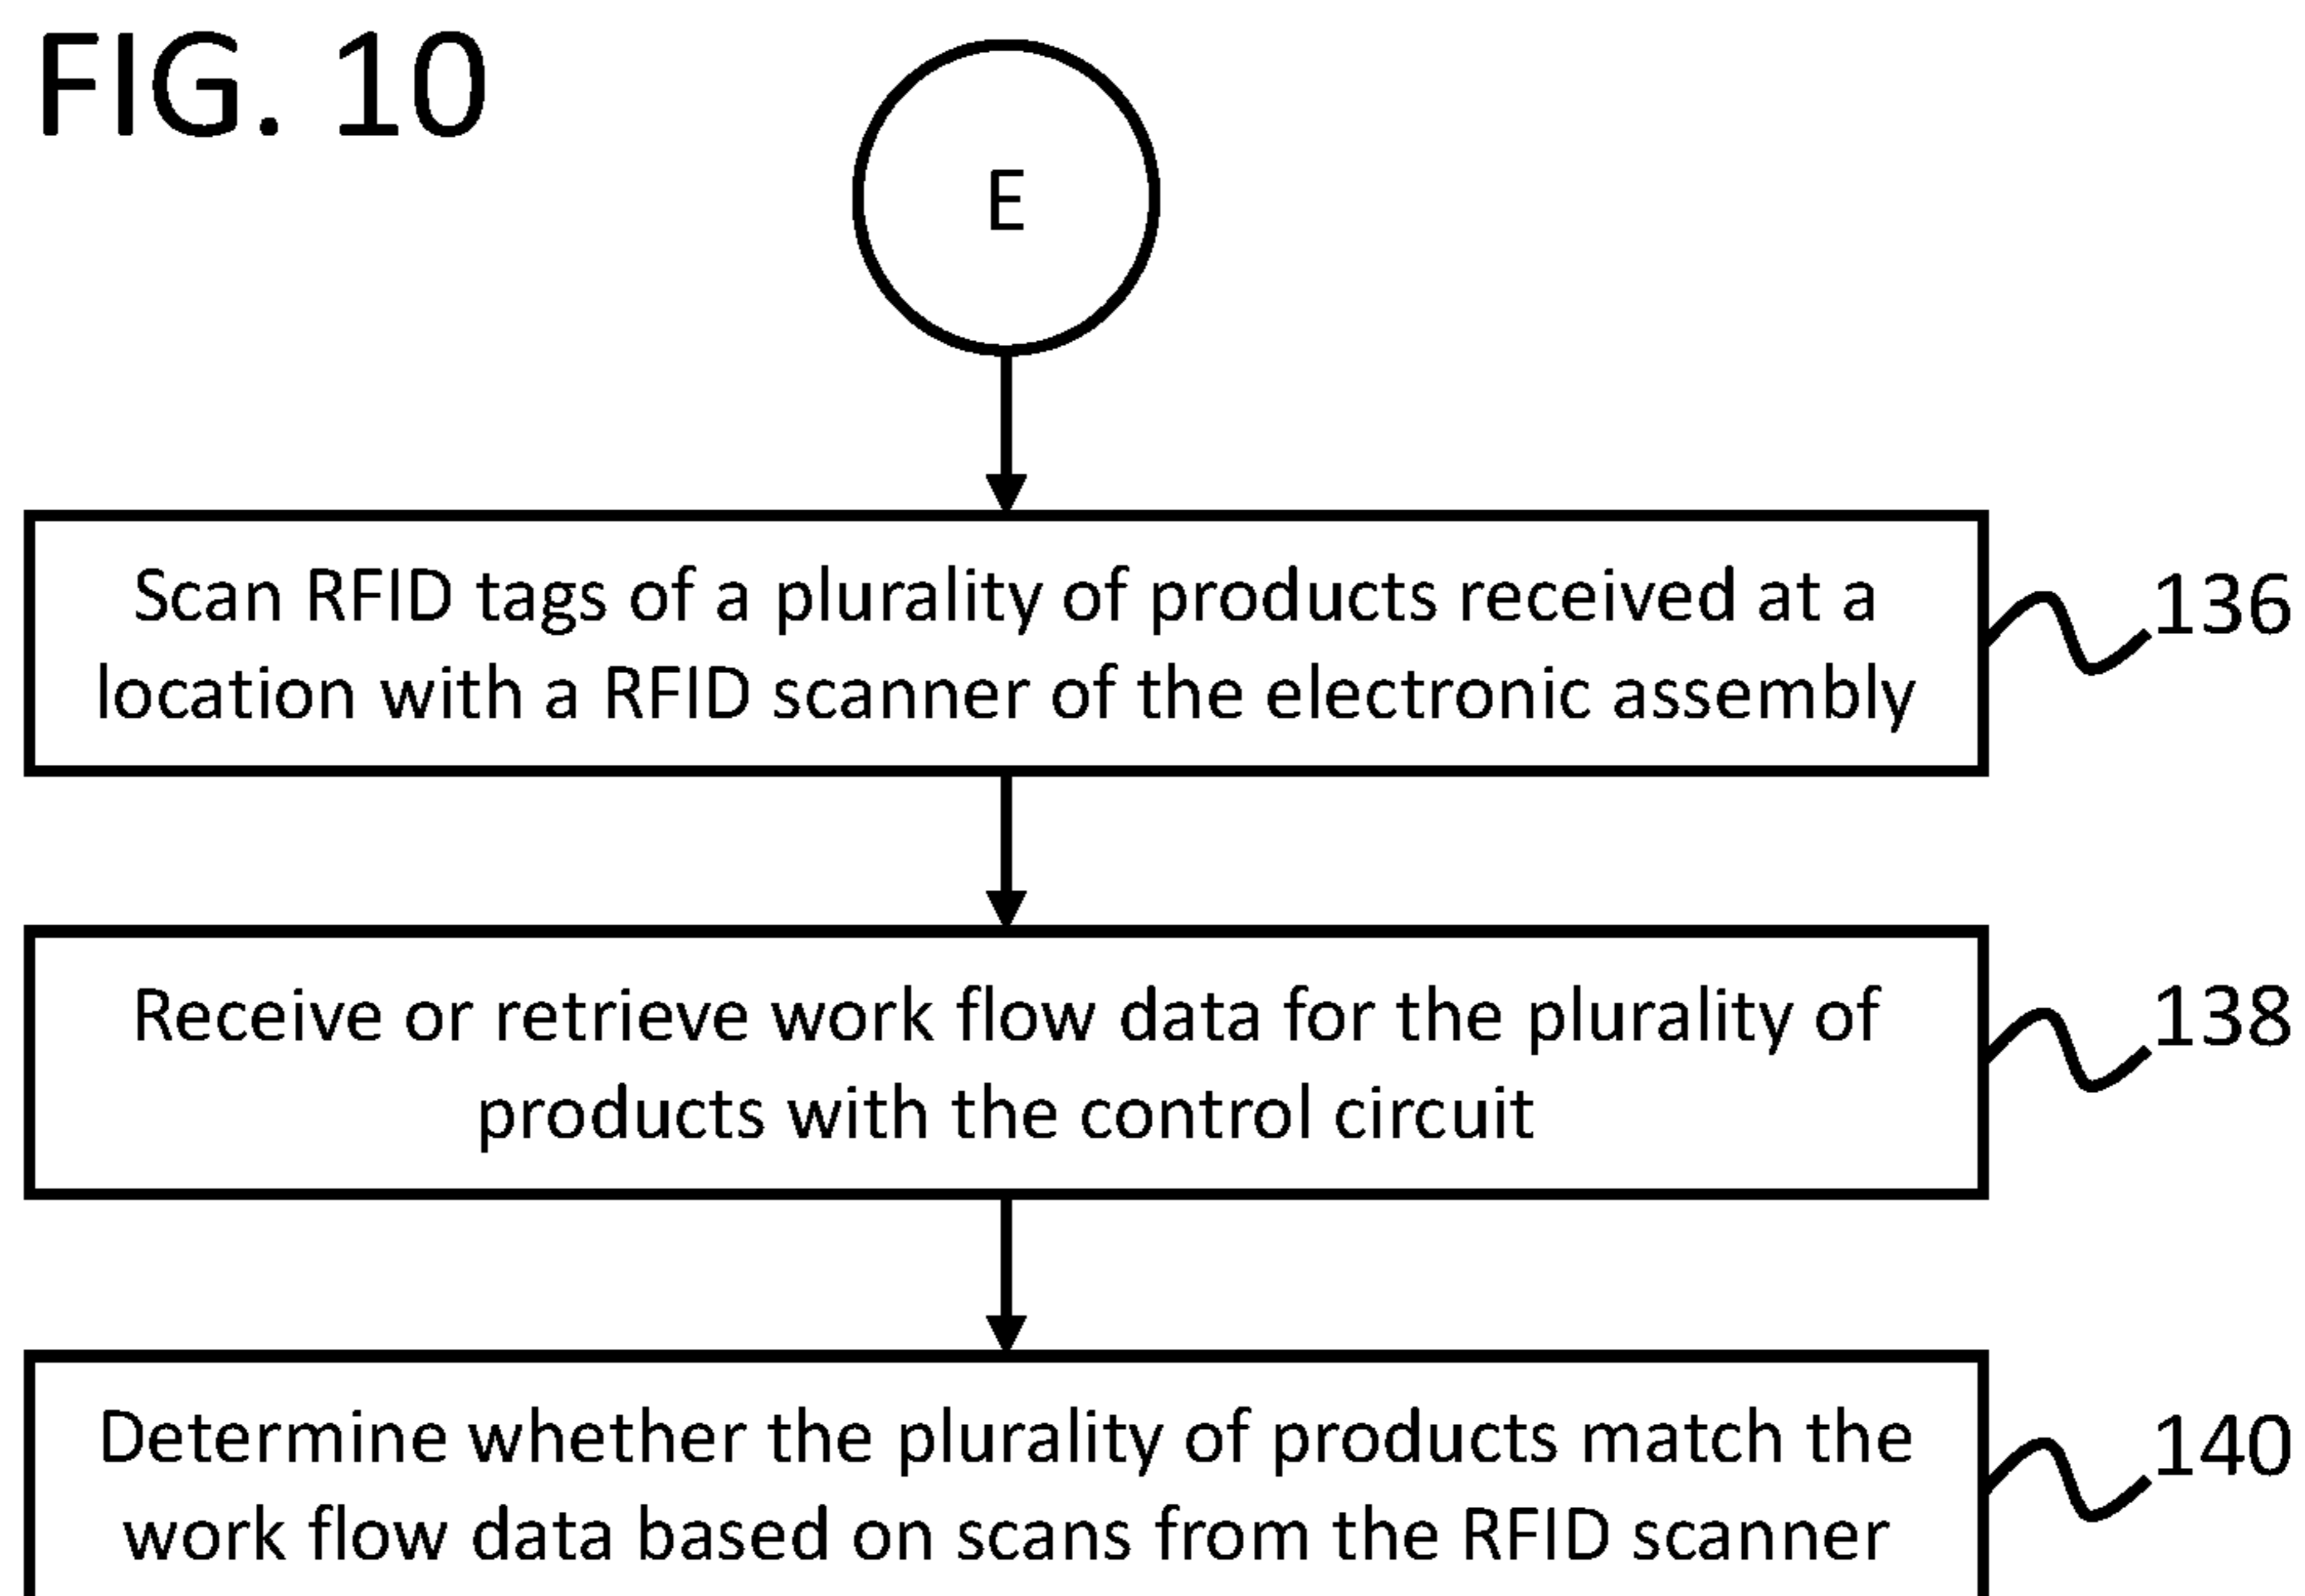 FIG. 10
E
Scan RFID tags of a plurality of products received at a
location with a RFID scanner of the electronic assembly
136
Receive or retrieve work flow data for the plurality of
products with the control circuit
138
Determine whether the plurality of products match the
work flow data based on scans from the RFID scanner
140